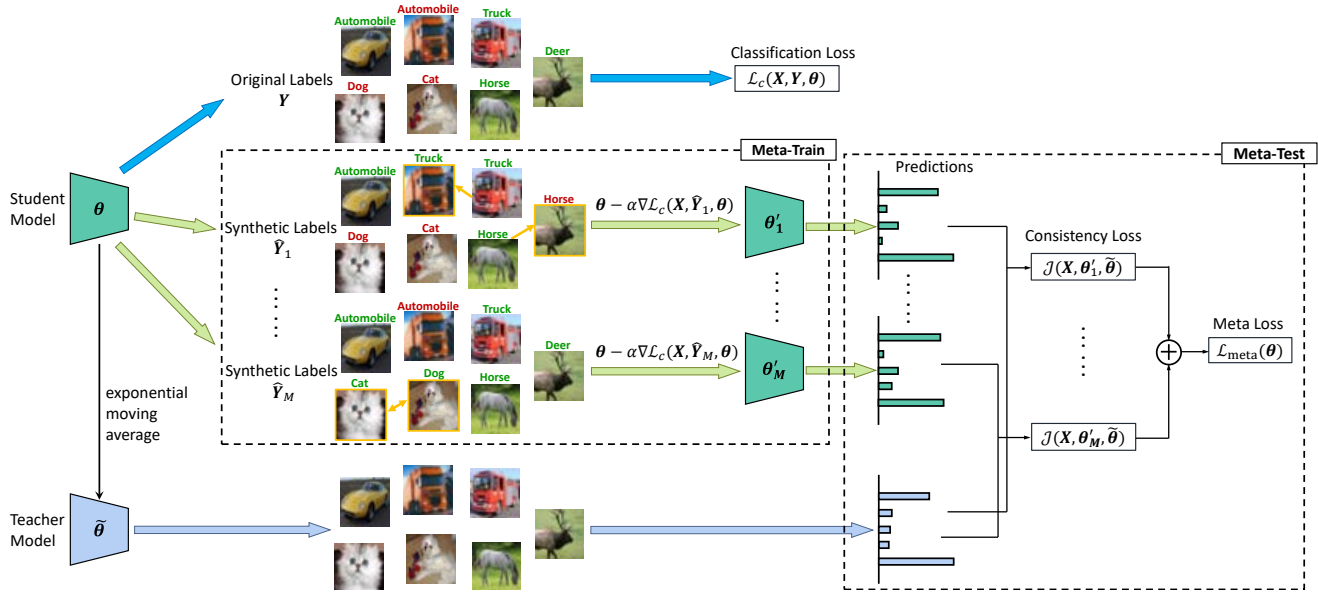 Automobile
Automobile
Truck
Deer
Original Labels
Y
Dog
Cat
Horse
Classification Loss
ℒc(X, Y, θ)
Meta-Train
Meta-Test
Student
Model
θ
Synthetic Labels
Ŷ1
Automobile
Truck
Truck
Horse
Dog
Cat
Horse
θ − α∇ℒc(X, Ŷ1, θ)
θ′1
Predictions
Consistency Loss
𝒥(X, θ′1, θ̃)
Synthetic Labels
ŶM
Automobile
Automobile
Truck
Deer
Cat
Dog
Horse
θ − α∇ℒc(X, ŶM, θ)
θ′M
𝒥(X, θ′M, θ̃)
Meta Loss
ℒmeta(θ)
exponential
moving
average
Teacher
Model
θ̃